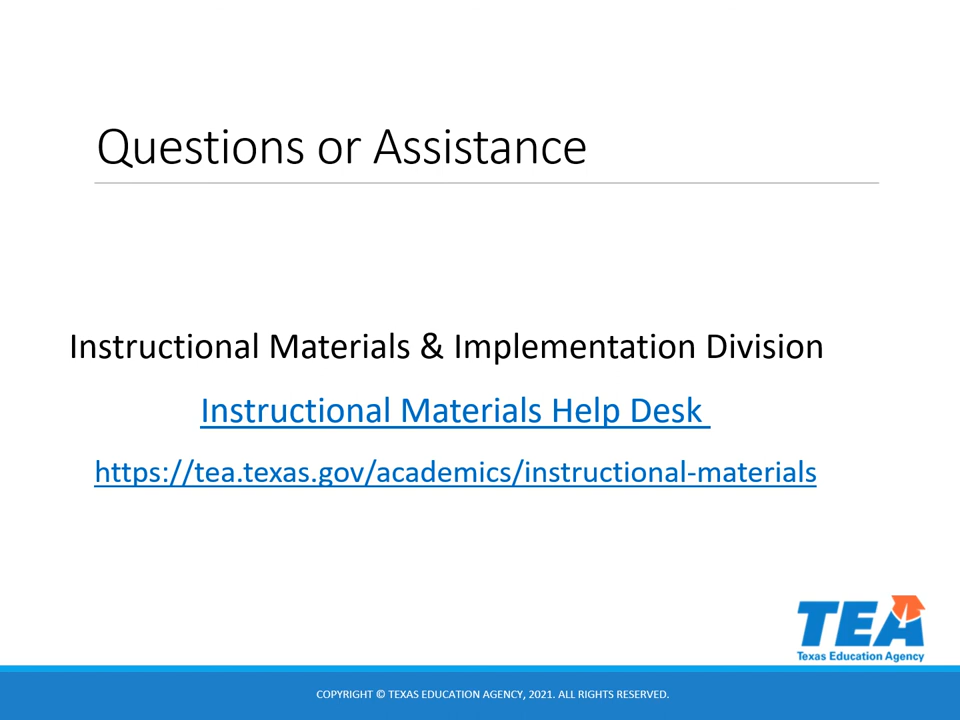 Questions or Assistance
Instructional Materials & Implementation Division
Instructional Materials Help Desk
https://tea.texas.gov/academics/instructional-materials
TEA
Texas Education Agency
COPYRIGHT © TEXAS EDUCATION AGENCY, 2021. ALL RIGHTS RESERVED.